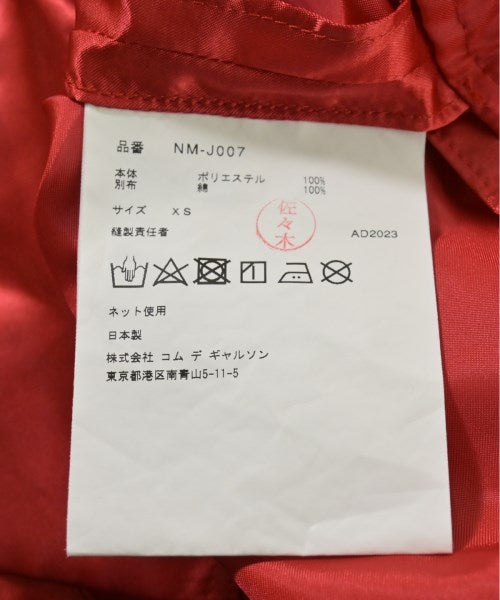 品番 NM-J007
本体 ポリエステル 100%
別布 綿 100%
サイズ XS
佐々木
縫製責任者 AD2023
ネット使用
日本製
株式会社 コム デ ギャルソン
東京都港区南青山5-11-5